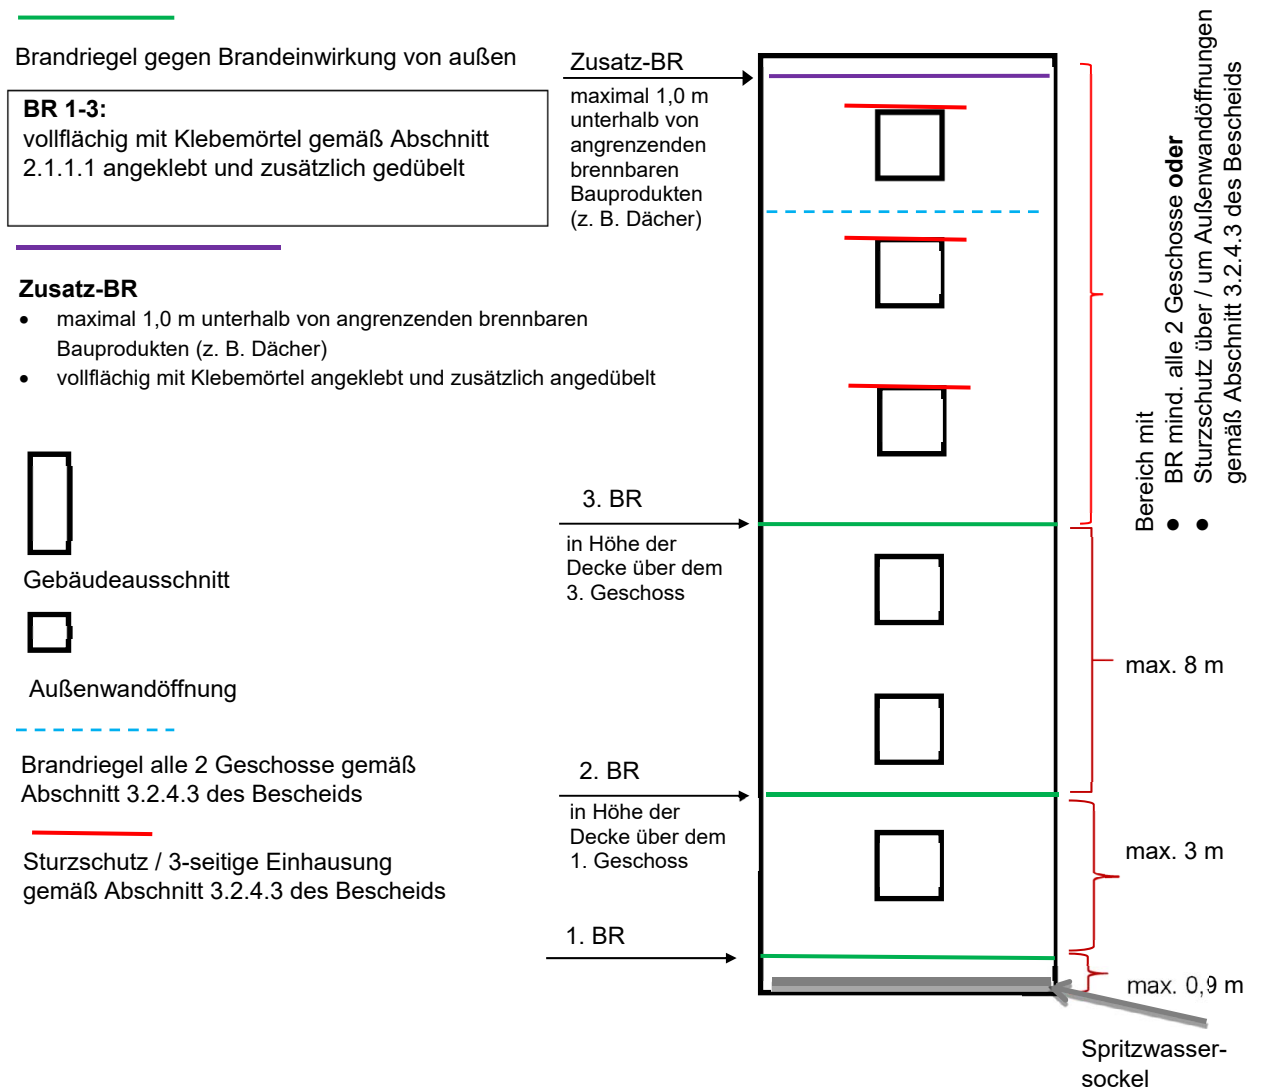 Brandriegel gegen Brandeinwirkung von außen
BR 1-3:
vollflächig mit Klebemörtel gemäß Abschnitt
2.1.1.1 angeklebt und zusätzlich gedübelt
Zusatz-BR
• maximal 1,0 m unterhalb von angrenzenden brennbaren
Bauprodukten (z. B. Dächer)
• vollflächig mit Klebemörtel angeklebt und zusätzlich angedübelt
Gebäudeausschnitt
Außenwandöffnung
Brandriegel alle 2 Geschosse gemäß
Abschnitt 3.2.4.3 des Bescheids
Sturzschutz / 3-seitige Einhausung
gemäß Abschnitt 3.2.4.3 des Bescheids
Zusatz-BR
maximal 1,0 m
unterhalb von
angrenzenden
brennbaren
Bauprodukten
(z. B. Dächer)
3. BR
in Höhe der
Decke über dem
3. Geschoss
2. BR
in Höhe der
Decke über dem
1. Geschoss
1. BR
Bereich mit
• BR mind. alle 2 Geschosse oder
• Sturzschutz über / um Außenwandöffnungen
gemäß Abschnitt 3.2.4.3 des Bescheids
max. 8 m
max. 3 m
max. 0,9 m
Spritzwasser-
sockel